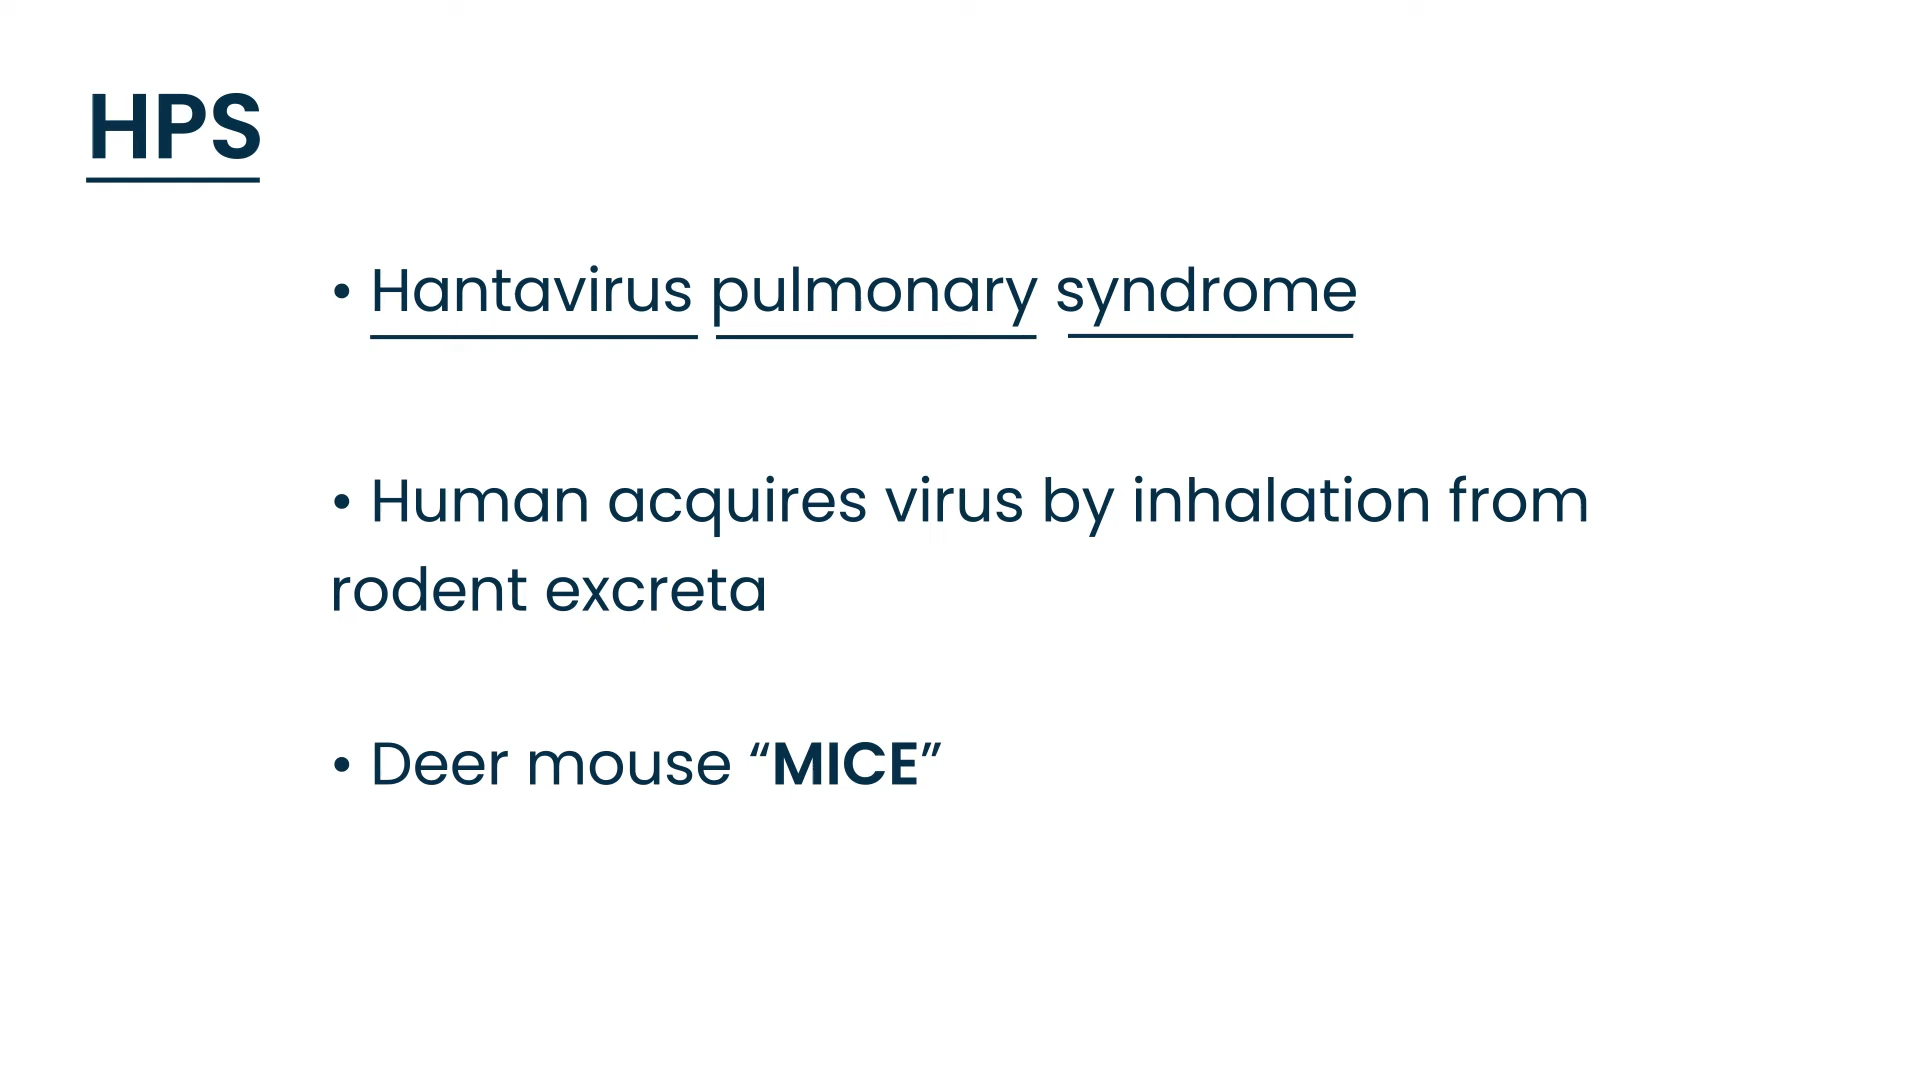 HPS
• Hantavirus pulmonary syndrome
• Human acquires virus by inhalation from
rodent excreta
• Deer mouse “MICE”